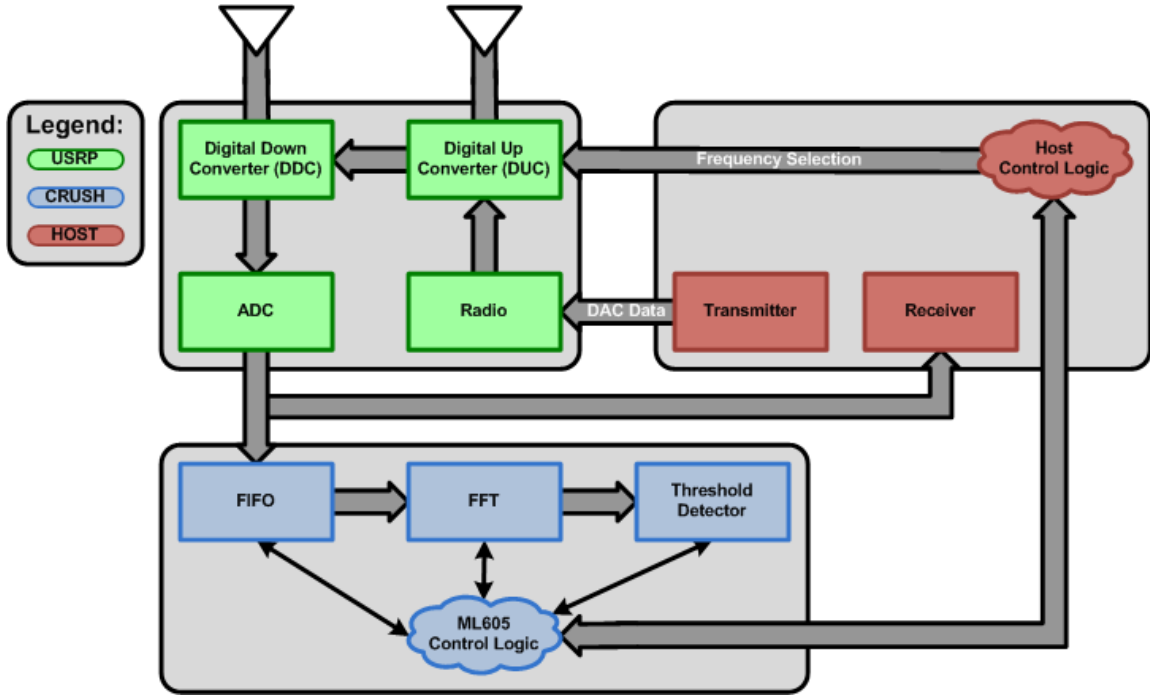 Legend:
USRP
CRUSH
HOST
Digital Down
Converter (DDC)
Digital Up
Converter (DUC)
Frequency Selection
Host
Control Logic
ADC
Radio
DAC Data
Transmitter
Receiver
FIFO
FFT
Threshold
Detector
ML605
Control Logic